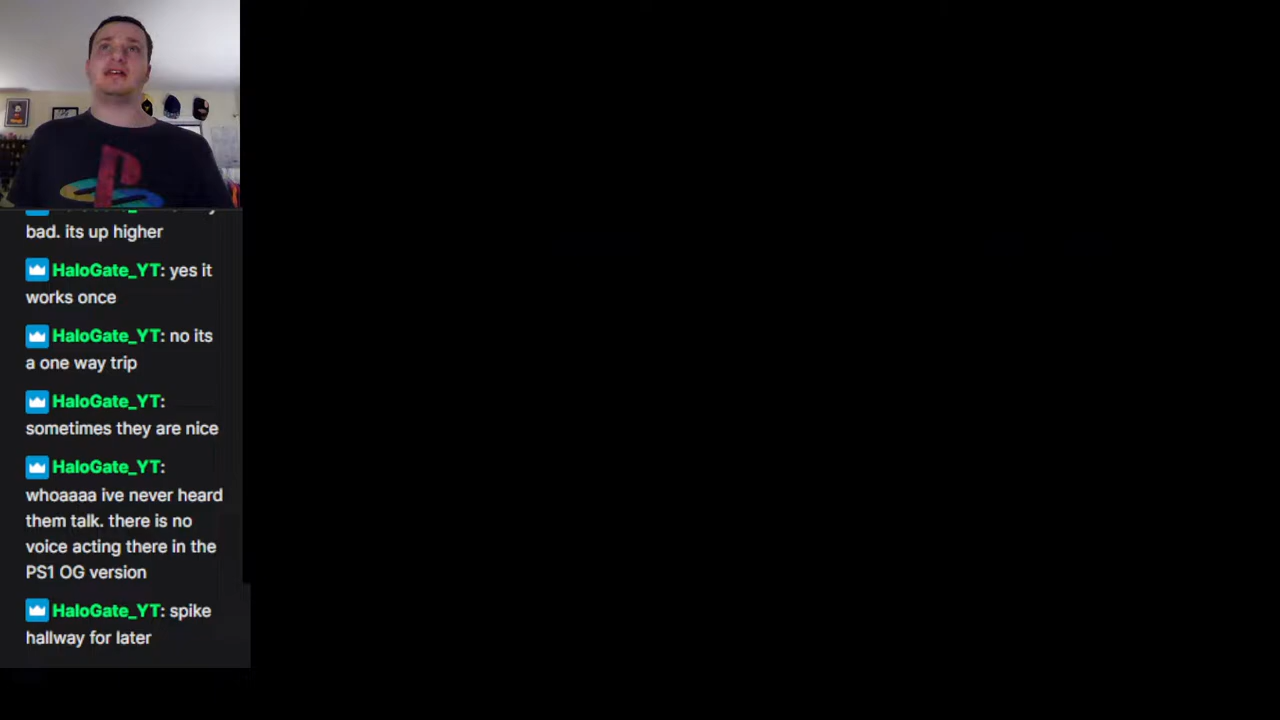 bad. its up higher
HaloGate_YT: yes it
works once
HaloGate_YT: no its
a one way trip
HaloGate_YT:
sometimes they are nice
HaloGate_YT:
whoaaaa ive never heard
them talk. there is no
voice acting there in the
PS1 OG version
HaloGate_YT: spike
hallway for later